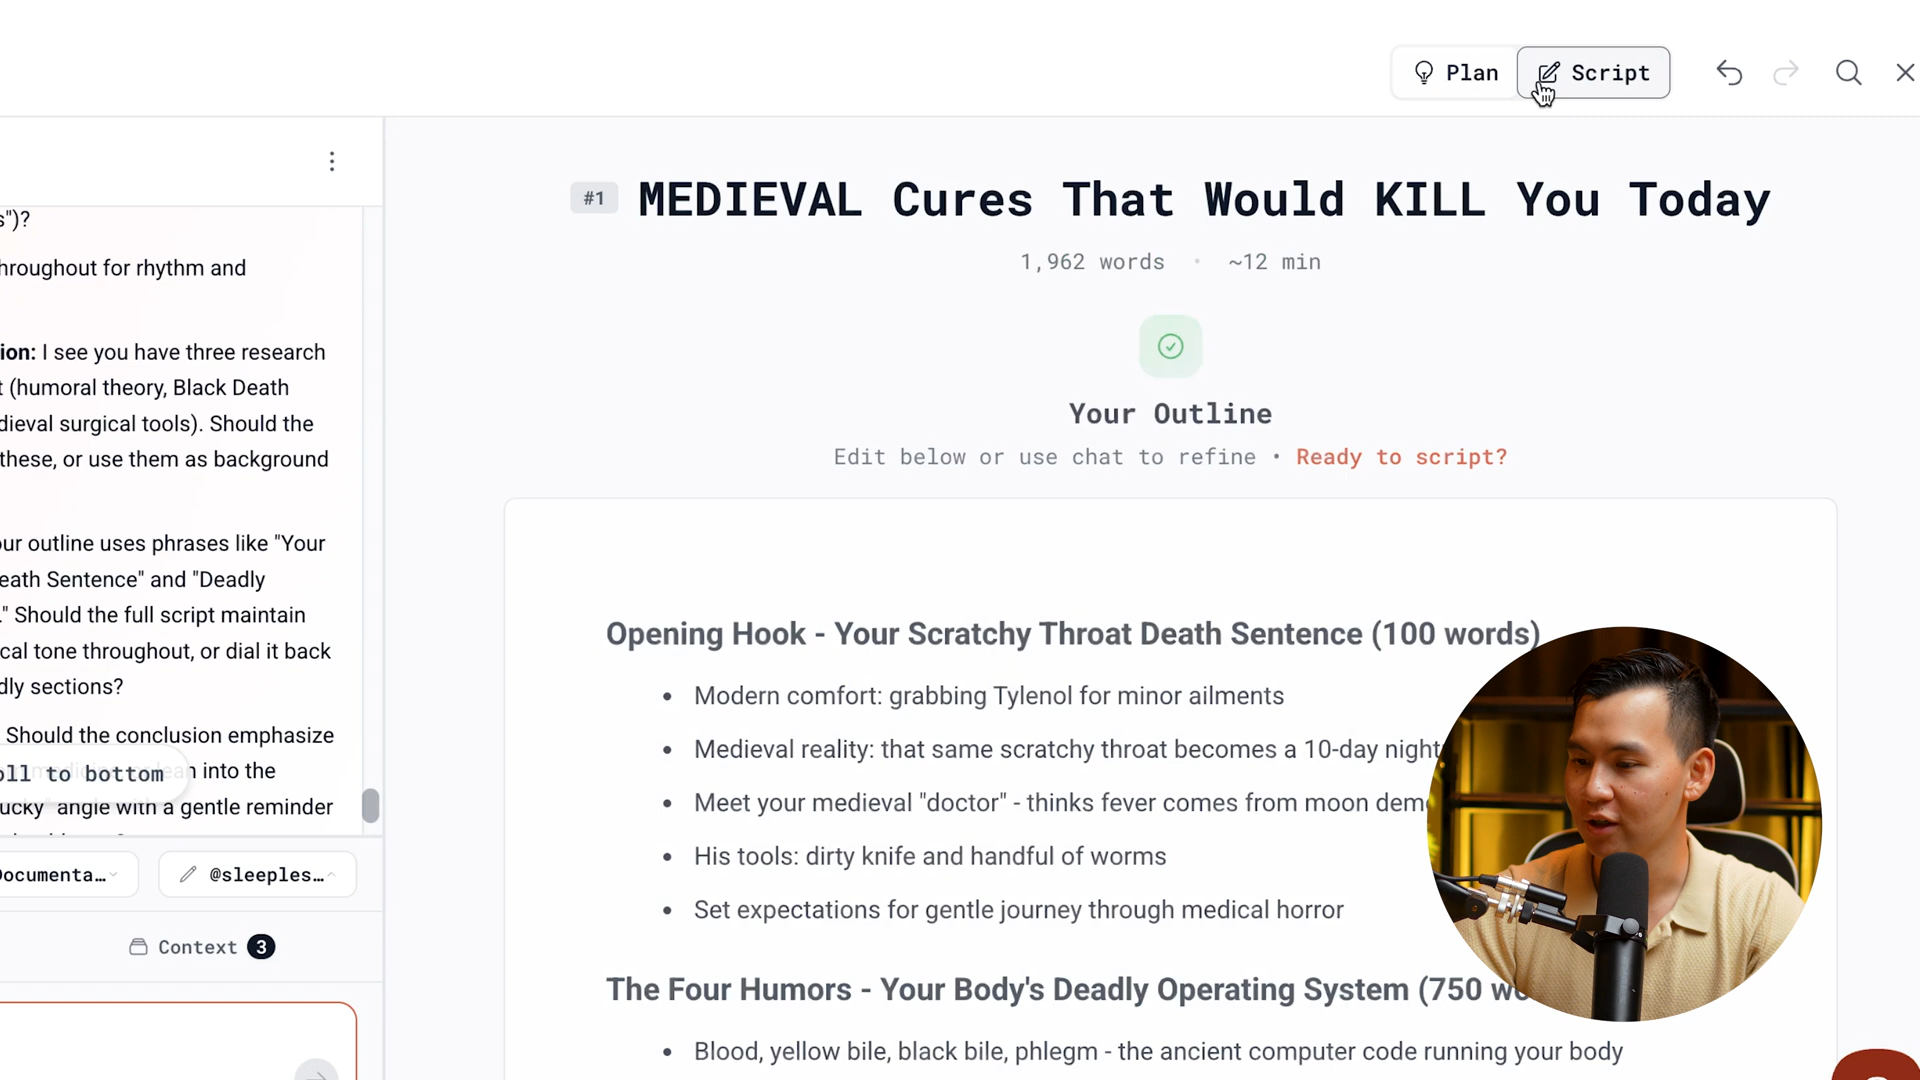 Plan
Script
#1 MEDIEVAL Cures That Would KILL You Today
1,962 words • ~12 min
Your Outline
Edit below or use chat to refine • Ready to script?
s")?
hroughout for rhythm and
ion: I see you have three research
t (humoral theory, Black Death
dieval surgical tools). Should the
these, or use them as background
our outline uses phrases like "Your
eath Sentence" and "Deadly
." Should the full script maintain
cal tone throughout, or dial it back
dly sections?
Should the conclusion emphasize
into the
oll to bottom
ucky" angle with a gentle reminder
Documenta...
@sleeples...
Context 3
Opening Hook - Your Scratchy Throat Death Sentence (100 words)
• Modern comfort: grabbing Tylenol for minor ailments
• Medieval reality: that same scratchy throat becomes a 10-day night
• Meet your medieval "doctor" - thinks fever comes from moon dem
• His tools: dirty knife and handful of worms
• Set expectations for gentle journey through medical horror
The Four Humors - Your Body's Deadly Operating System (750 wo
• Blood, yellow bile, black bile, phlegm - the ancient computer code running your body